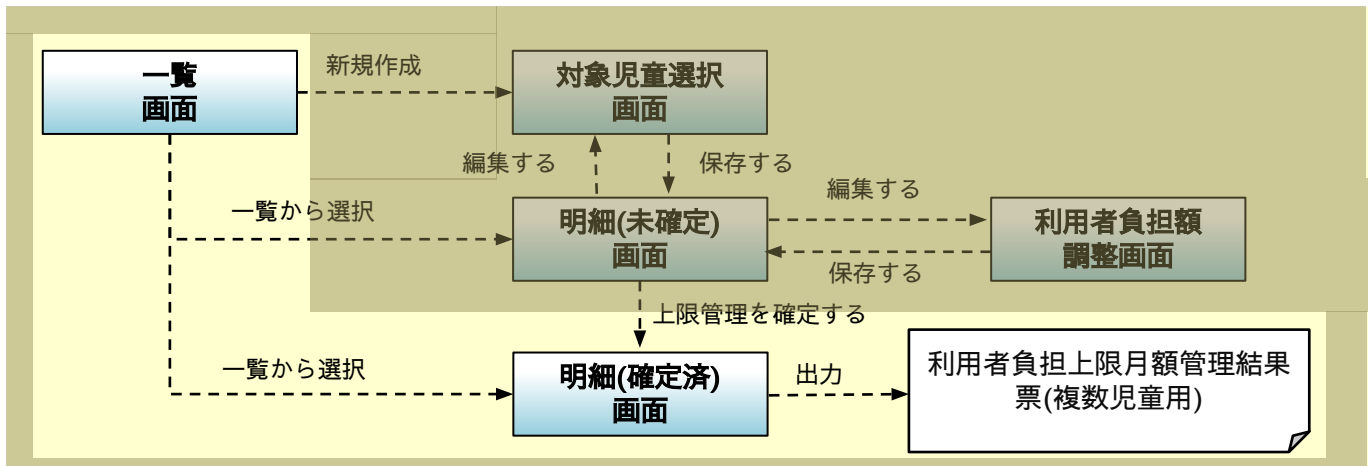 一覧
画面
新規作成
対象児童選択
画面
編集する
保存する
一覧から選択
明細(未確定)
画面
編集する
保存する
利用者負担額
調整画面
上限管理を確定する
一覧から選択
明細(確定済)
画面
出力
利用者負担上限月額管理結果
票(複数児童用)